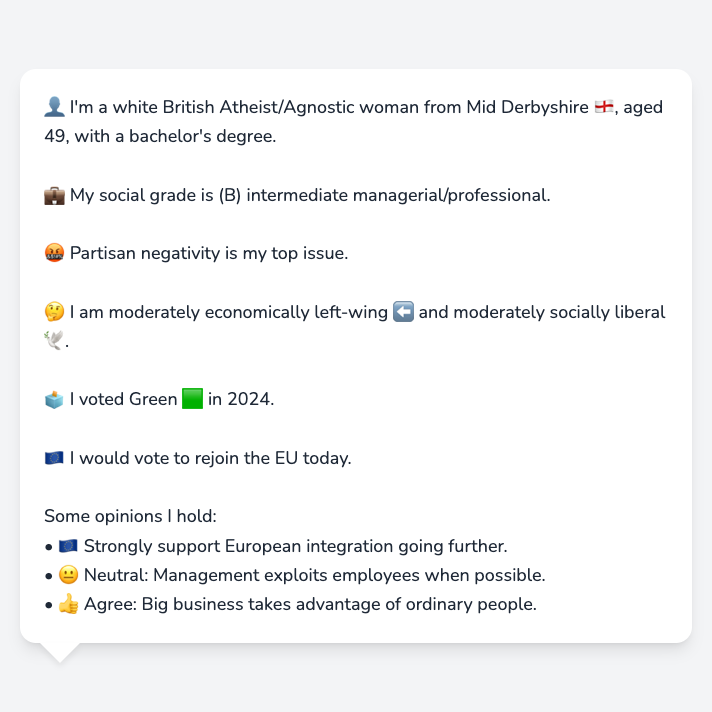 👤 I'm a white British Atheist/Agnostic woman from Mid Derbyshire 🏴󠁧󠁢󠁥󠁮󠁧󠁿, aged
49, with a bachelor's degree.
💼 My social grade is (B) intermediate managerial/professional.
🤬 Partisan negativity is my top issue.
🤔 I am moderately economically left-wing ⬅️ and moderately socially liberal
🕊️.
🗳️ I voted Green 🟩 in 2024.
🇪🇺 I would vote to rejoin the EU today.
Some opinions I hold:
• 🇪🇺 Strongly support European integration going further.
• 😐 Neutral: Management exploits employees when possible.
• 👍 Agree: Big business takes advantage of ordinary people.